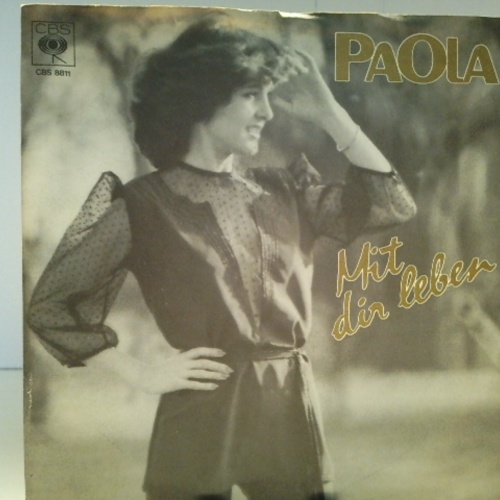 CBS
CBS 8811
PAOLA
Mit
dir leben